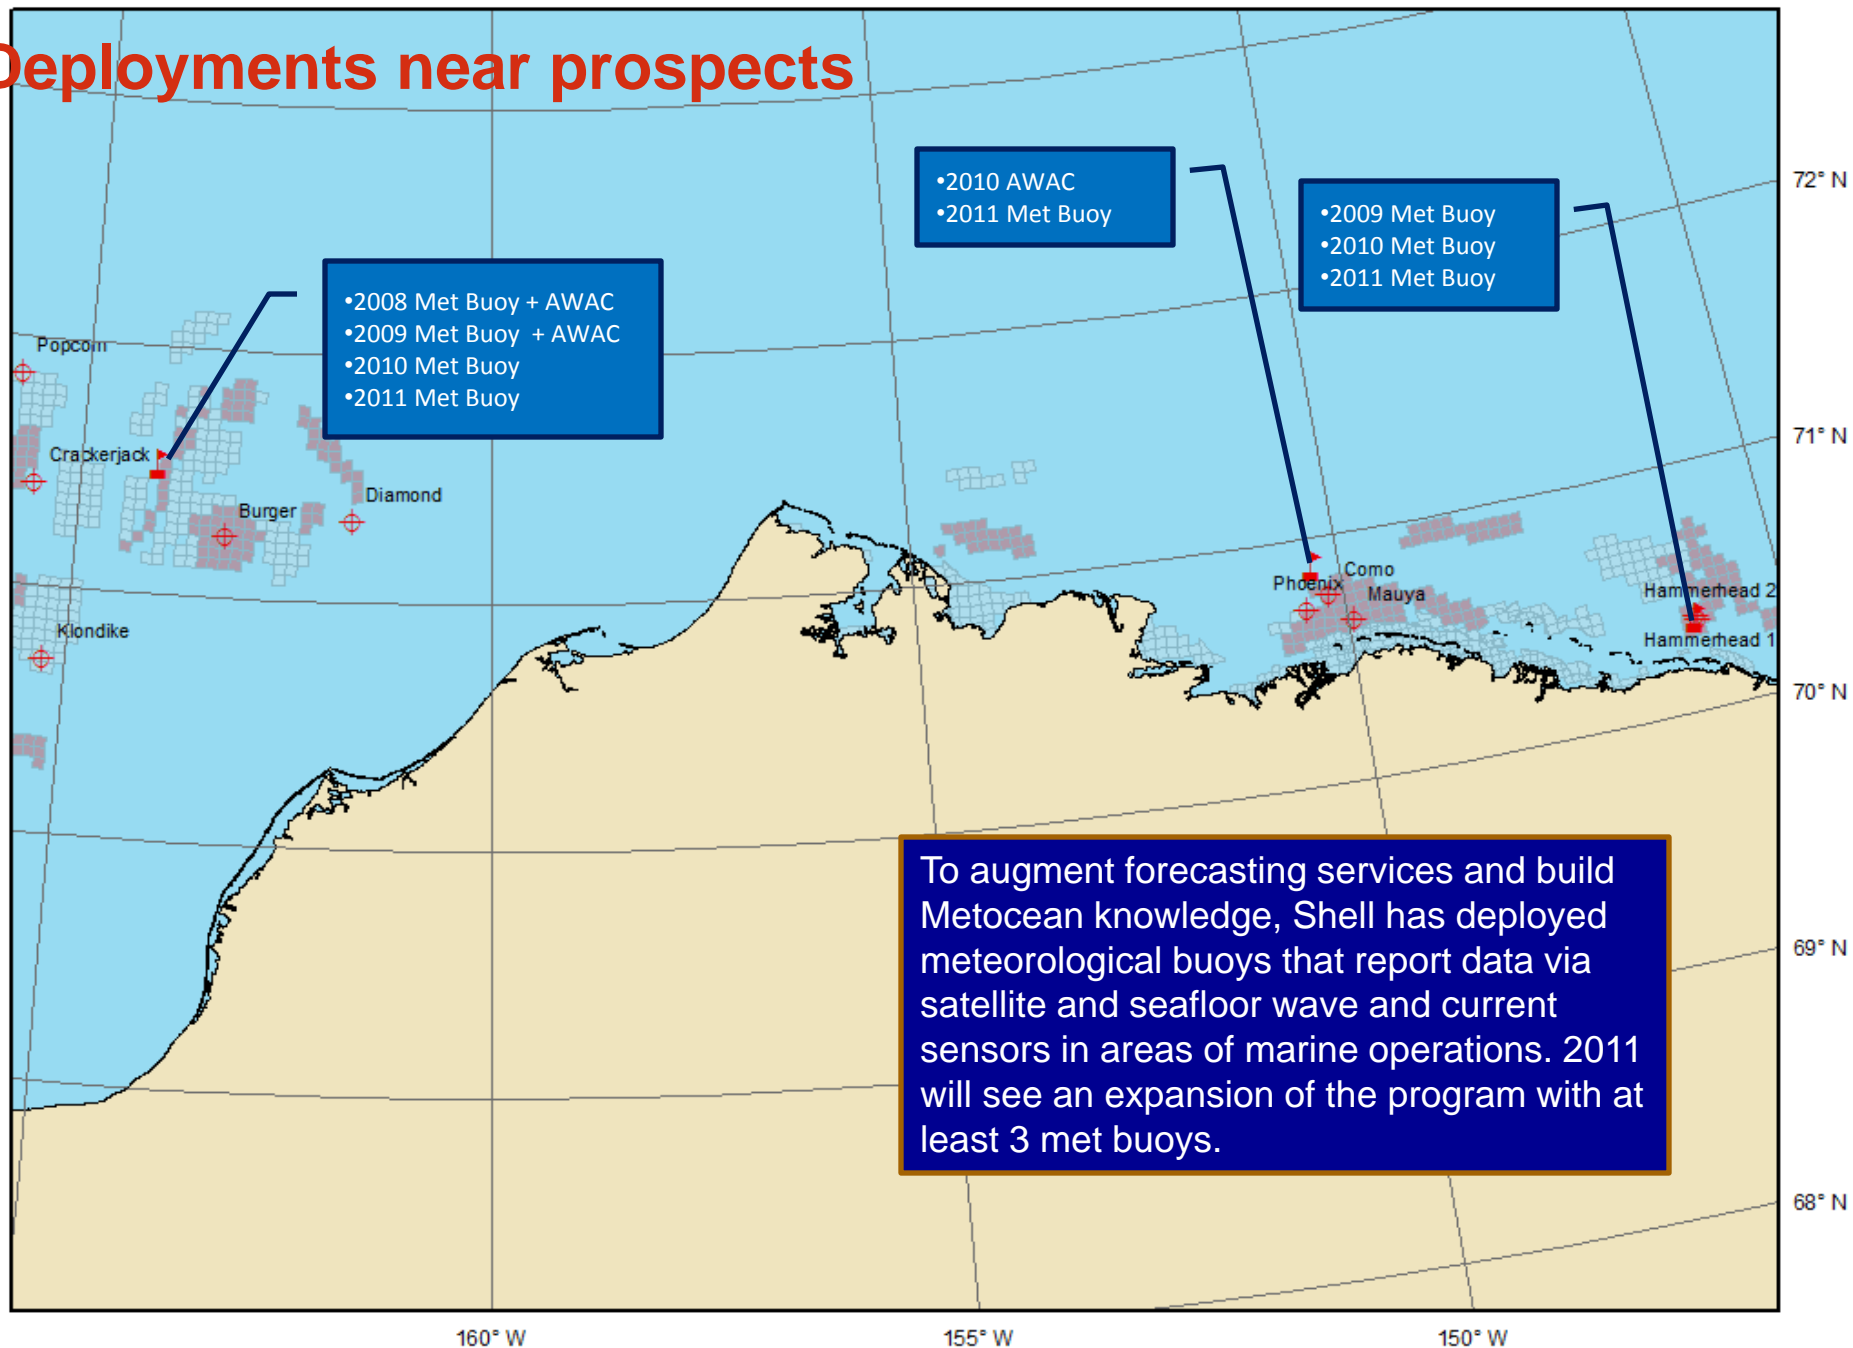 Deployments near prospects
•2010 AWAC
•2011 Met Buoy
•2009 Met Buoy
•2010 Met Buoy
•2011 Met Buoy
•2008 Met Buoy + AWAC
•2009 Met Buoy + AWAC
•2010 Met Buoy
•2011 Met Buoy
Popcorn
Crackerjack
Burger
Diamond
Klondike
Phoenix
Como
Mauya
Hammerhead 2
Hammerhead 1
72° N
71° N
70° N
69° N
68° N
To augment forecasting services and build
Metocean knowledge, Shell has deployed
meteorological buoys that report data via
satellite and seafloor wave and current
sensors in areas of marine operations. 2011
will see an expansion of the program with at
least 3 met buoys.
160° W
155° W
150° W